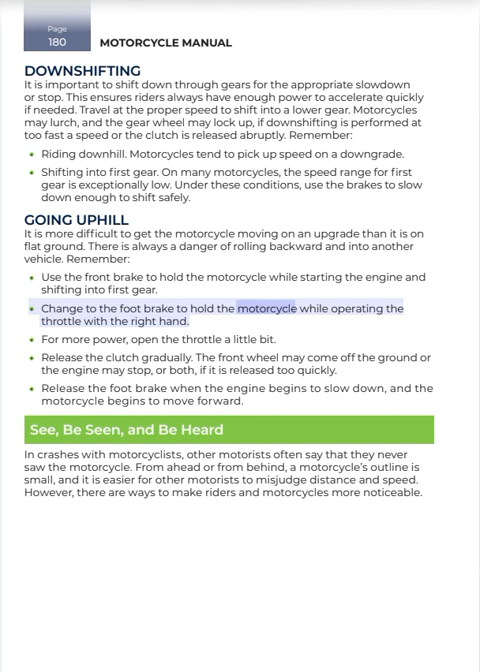 Page
180
MOTORCYCLE MANUAL
DOWNSHIFTING
It is important to shift down through gears for the appropriate slowdown
or stop. This ensures riders always have enough power to accelerate quickly
if needed. Travel at the proper speed to shift into a lower gear. Motorcycles
may lurch, and the gear wheel may lock up, if downshifting is performed at
too fast a speed or the clutch is released abruptly. Remember:
• Riding downhill. Motorcycles tend to pick up speed on a downgrade.
• Shifting into first gear. On many motorcycles, the speed range for first
gear is exceptionally low. Under these conditions, use the brakes to slow
down enough to shift safely.
GOING UPHILL
It is more difficult to get the motorcycle moving on an upgrade than it is on
flat ground. There is always a danger of rolling backward and into another
vehicle. Remember:
• Use the front brake to hold the motorcycle while starting the engine and
shifting into first gear.
• Change to the foot brake to hold the motorcycle while operating the
throttle with the right hand.
• For more power, open the throttle a little bit.
• Release the clutch gradually. The front wheel may come off the ground or
the engine may stop, or both, if it is released too quickly.
• Release the foot brake when the engine begins to slow down, and the
motorcycle begins to move forward.
See, Be Seen, and Be Heard
In crashes with motorcyclists, other motorists often say that they never
saw the motorcycle. From ahead or from behind, a motorcycle's outline is
small, and it is easier for other motorists to misjudge distance and speed.
However, there are ways to make riders and motorcycles more noticeable.